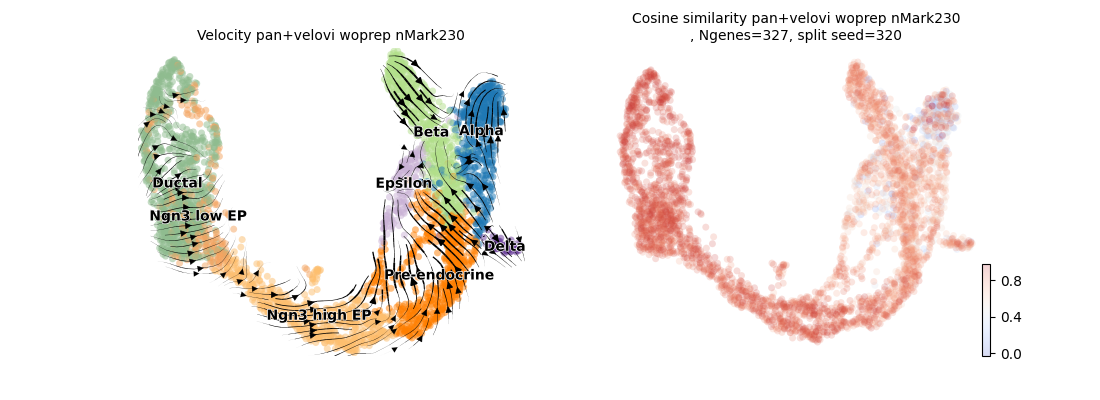 Velocity pan+velovi woprep nMark230
Beta
Alpha
Ductal
Epsilon
Ngn3 low EP
Delta
Pre-endocrine
Ngn3 high EP
Cosine similarity pan+velovi woprep nMark230
, Ngenes=327, split seed=320
0.8
0.4
0.0